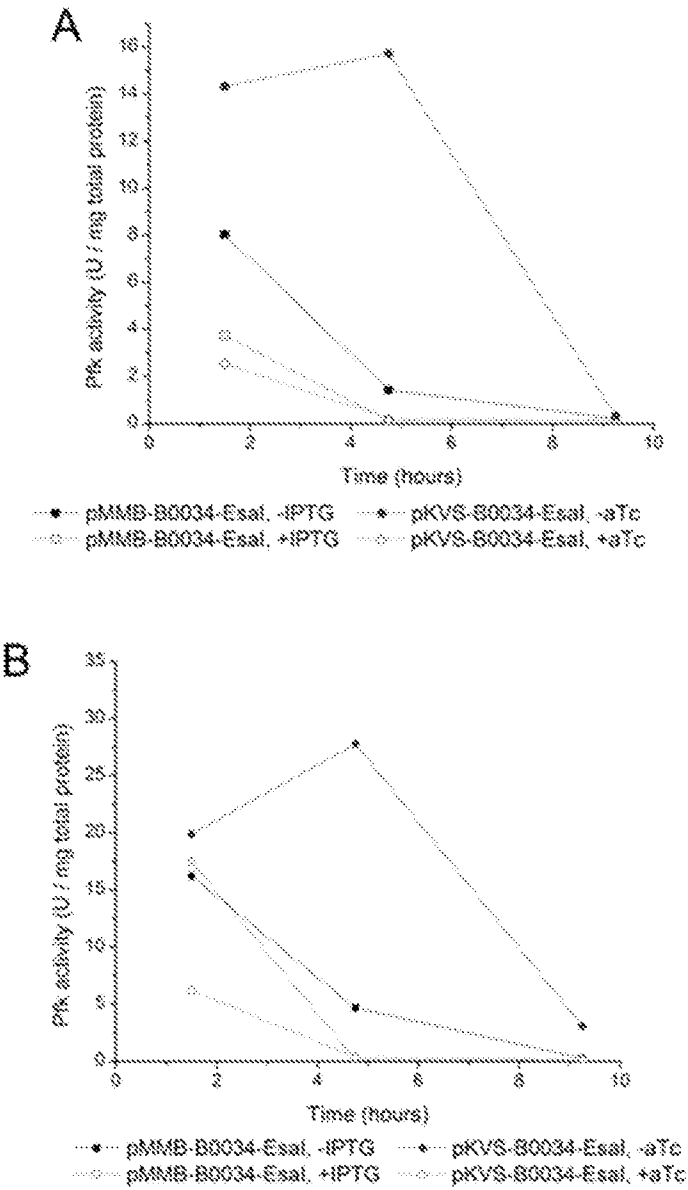 A
16
14
12
10
8
6
4
2
0
Pfk activity (U / mg total protein)
0 2 4 6 8 10
Time (hours)
pMMB-B0034-EsaI, -IPTG pKVS-B0034-EsaI, -aTc
pMMB-B0034-EsaI, +IPTG pKVS-B0034-EsaI, +aTc
B
35
30
25
20
15
10
5
0
Pfk activity (U / mg total protein)
0 2 4 6 8 10
Time (hours)
pMMB-B0034-EsaI, -IPTG pKVS-B0034-EsaI, -aTc
pMMB-B0034-EsaI, +IPTG pKVS-B0034-EsaI, +aTc